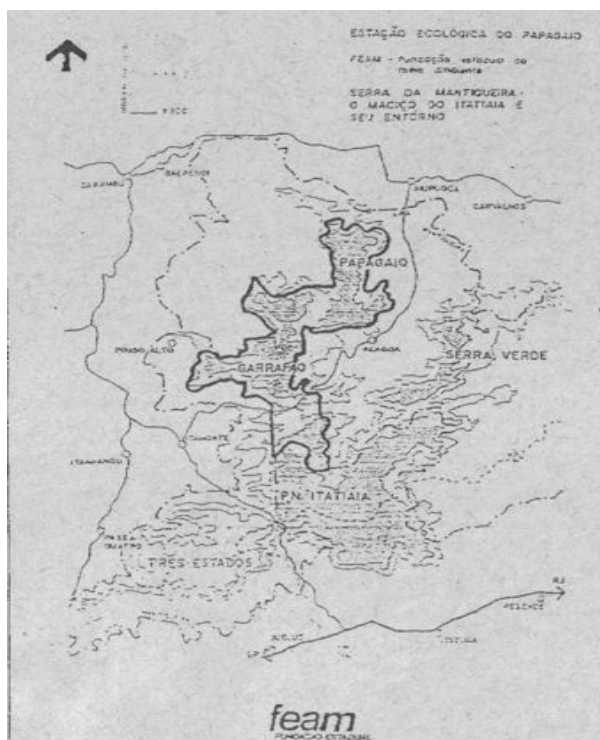 ESTAÇÃO ECOLÓGICA DO PAPAGAIO
FEAM - FUNDAÇÃO ESTADUAL DO
MEIO AMBIENTE
SERRA DA MANTIQUEIRA -
O MACIÇO DO ITATIAIA E
SEU ENTORNO
BAEPENDI
CAXAMBU
AIURUOCA
CARVALHOS
PAPAGAIO
POUSO ALTO
ALAGOA
SERRA VERDE
GARRAFÃO
ITAMONTE
ITANHANDU
P.N. ITATIAIA
PASSA
QUATRO
TRÊS ESTADOS
RJ
RESENDE
SP
feam
FUNDAÇÃO ESTADUAL